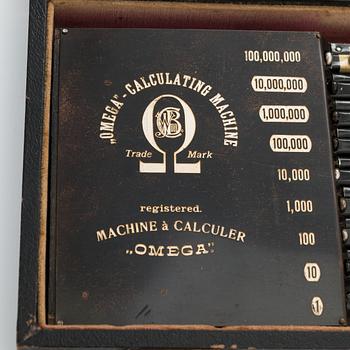 „OMEGA"-CALCULATING MACHINE
Trade Mark
registered.
MACHINE à CALCULER
„OMEGA"
100,000,000
10,000,000
1,000,000
100,000
10,000
1,000
100
10
1